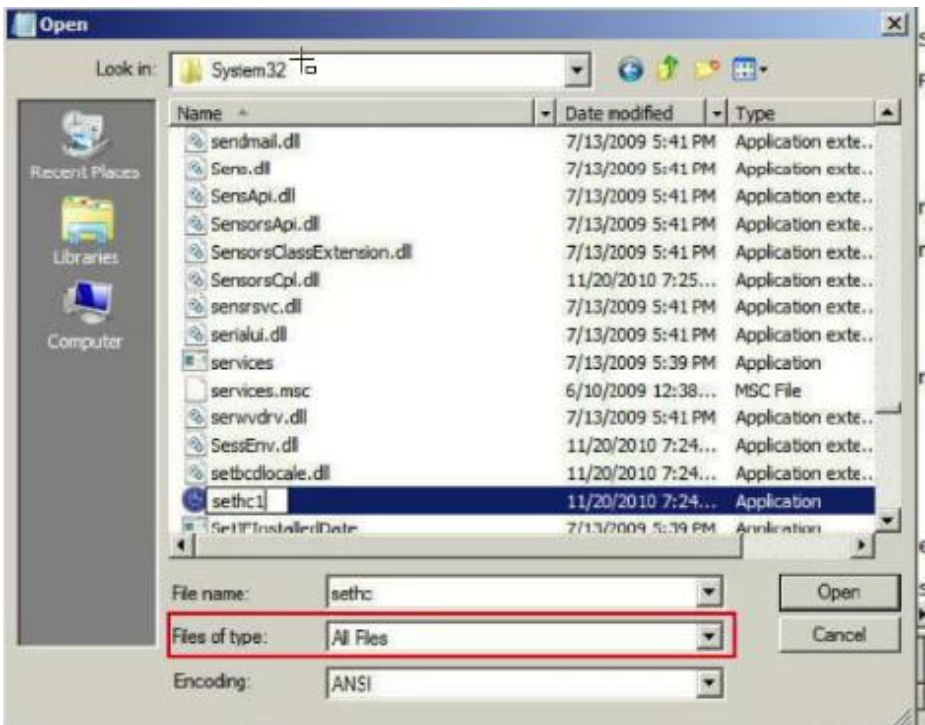 Open
Look in: System32
Name Date modified Type
sendmail.dll 7/13/2009 5:41 PM Application exte..
Sens.dll 7/13/2009 5:41 PM Application exte..
SensApi.dll 7/13/2009 5:41 PM Application exte..
SensorsApi.dll 7/13/2009 5:41 PM Application exte..
SensorsClassExtension.dll 7/13/2009 5:41 PM Application exte..
SensorsCpl.dll 11/20/2010 7:25... Application exte..
sensrsvc.dll 7/13/2009 5:41 PM Application exte..
serialui.dll 7/13/2009 5:41 PM Application exte..
services 7/13/2009 5:39 PM Application
services.msc 6/10/2009 12:38... MSC File
serwvdrv.dll 7/13/2009 5:41 PM Application exte..
SessEnv.dll 11/20/2010 7:24... Application exte..
setbcdlocale.dll 11/20/2010 7:24... Application exte..
sethc1 11/20/2010 7:24... Application
SetIEInstalledDate 7/13/2009 5:39 PM Application
Recent Places
Libraries
Computer
File name: sethc
Open
Files of type: All Files
Cancel
Encoding: ANSI